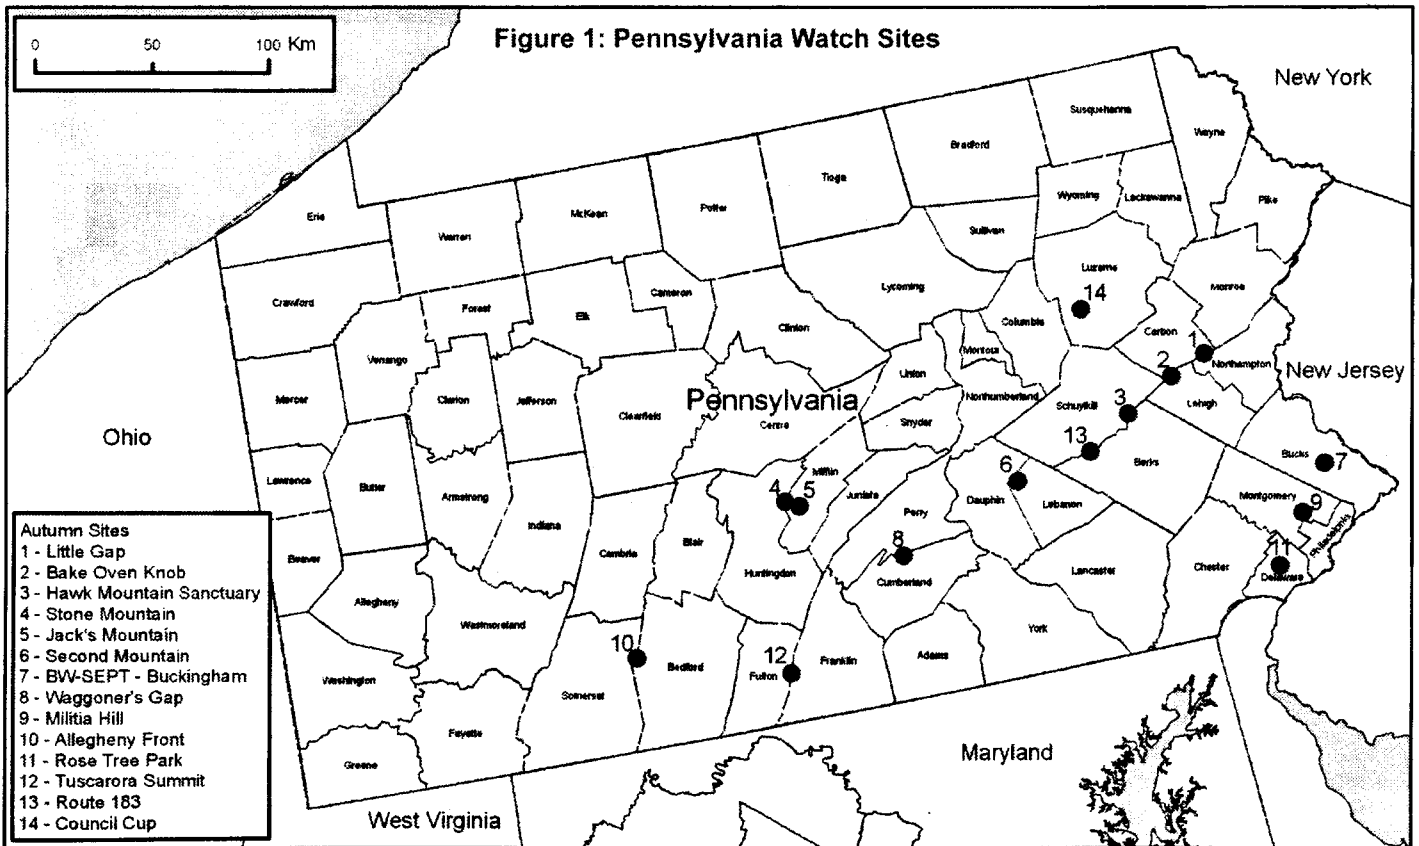 0 50 100 Km
Figure 1: Pennsylvania Watch Sites
New York
Susquehanna
Wayne
Bradford
Tioga
Wyoming
Lackawanna
Pike
Potter
McKean
Erie
Warren
Sullivan
Luzerne
Monroe
Lycoming
Cameron
Crawford
Forest
Elk
Clinton
14
Columbia
Carbon
1
Venango
Montour
Northampton
2
New Jersey
Union
Mercer
Clarion
Jefferson
Clearfield
Pennsylvania
Centre
Northumberland
Schuylkill
3
Lehigh
Snyder
Ohio
13
Bucks
7
Lawrence
Butler
Armstrong
Mifflin
Juniata
6
Berks
4
5
Dauphin
Lebanon
Montgomery
9
Perry
Philadelphia
Indiana
Cambria
Blair
8
11
Beaver
Huntingdon
Cumberland
Lancaster
Chester
Delaware
Allegheny
Westmoreland
York
10
12
Washington
Somerset
Bedford
Fulton
Franklin
Adams
Fayette
Greene
Maryland
West Virginia
Autumn Sites
1 - Little Gap
2 - Bake Oven Knob
3 - Hawk Mountain Sanctuary
4 - Stone Mountain
5 - Jack's Mountain
6 - Second Mountain
7 - BW-SEPT - Buckingham
8 - Waggoner's Gap
9 - Militia Hill
10 - Allegheny Front
11 - Rose Tree Park
12 - Tuscarora Summit
13 - Route 183
14 - Council Cup